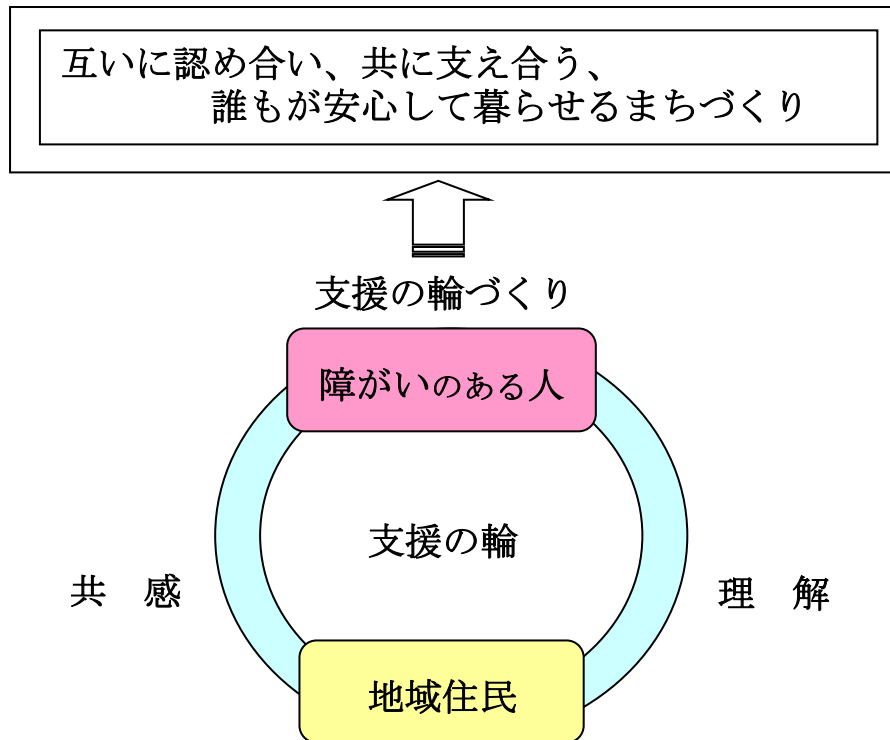 互いに認め合い、共に支え合う、
誰もが安心して暮らせるまちづくり
支援の輪づくり
障がいのある人
支援の輪
共　感
理　解
地域住民